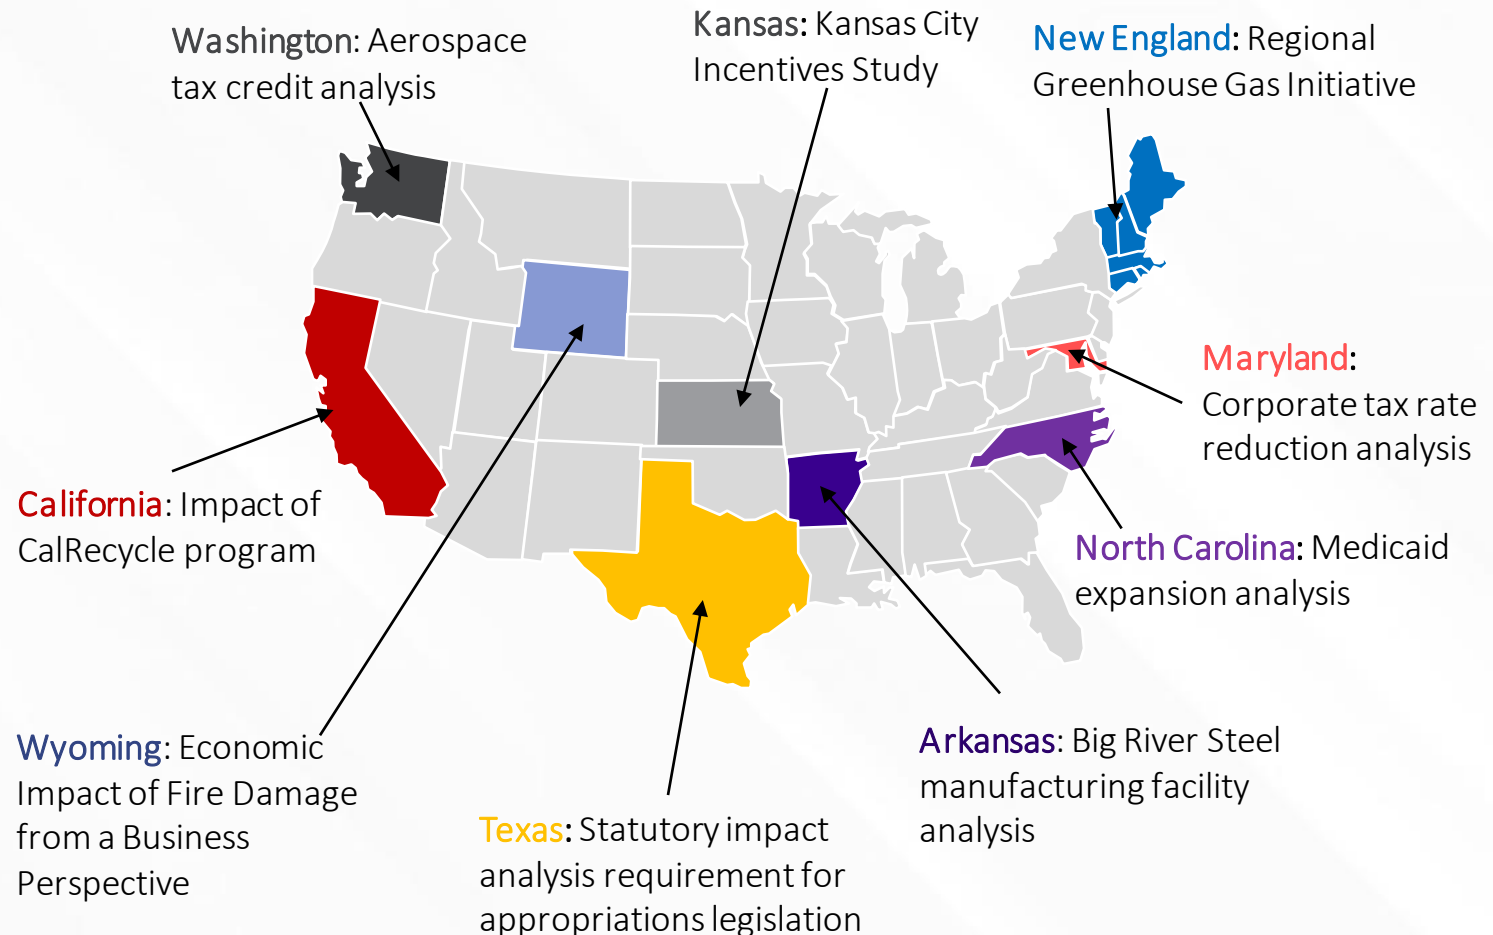 Washington: Aerospace
tax credit analysis
Kansas: Kansas City
Incentives Study
New England: Regional
Greenhouse Gas Initiative
Maryland:
Corporate tax rate
reduction analysis
California: Impact of
CalRecycle program
North Carolina: Medicaid
expansion analysis
Wyoming: Economic
Impact of Fire Damage
from a Business
Perspective
Texas: Statutory impact
analysis requirement for
appropriations legislation
Arkansas: Big River Steel
manufacturing facility
analysis